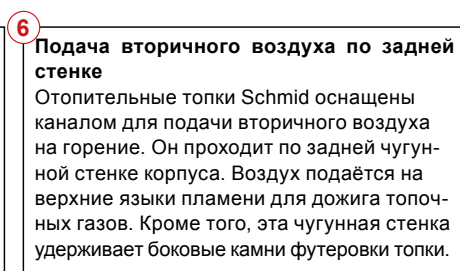 6
Подача вторичного воздуха по задней
стенке
Отопительные топки Schmid оснащены
каналом для подачи вторичного воздуха
на горение. Он проходит по задней чугун-
ной стенке корпуса. Воздух подаётся на
верхние языки пламени для дожига топоч-
ных газов. Кроме того, эта чугунная стенка
удерживает боковые камни футеровки топки.